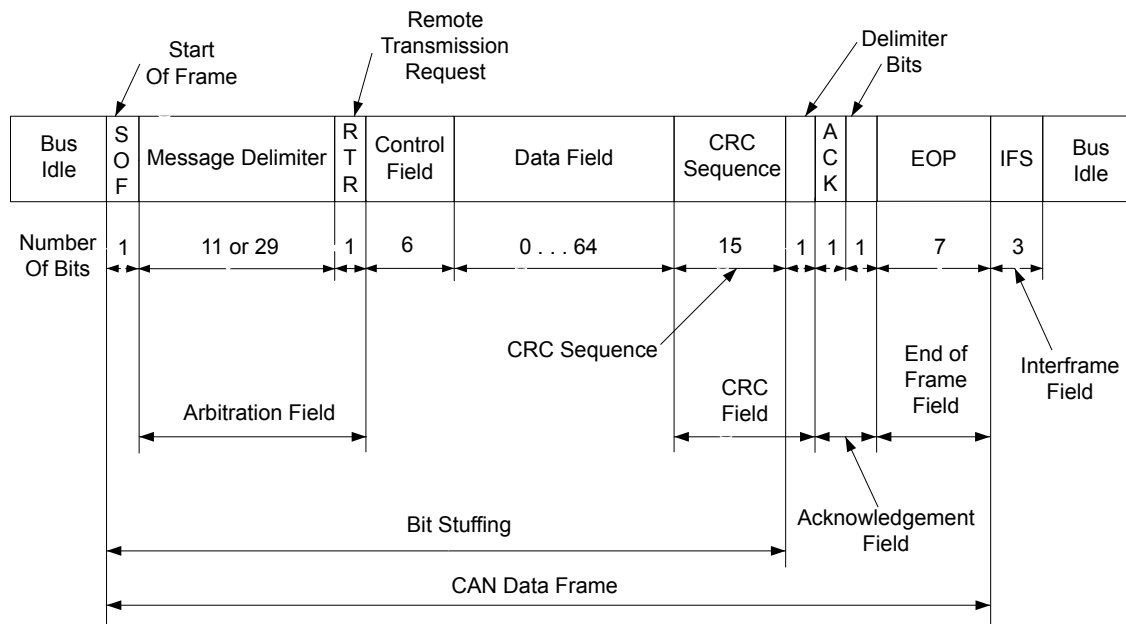 Start
Of Frame
Remote
Transmission
Request
Delimiter
Bits
Bus
Idle
S
O
F
Message Delimiter
R
T
R
Control
Field
Data Field
CRC
Sequence
A
C
K
EOP
IFS
Bus
Idle
Number
Of Bits
1
11 or 29
1
6
0 . . . 64
15
1
1
1
7
3
CRC Sequence
Arbitration Field
CRC
Field
End of
Frame
Field
Interframe
Field
Bit Stuffing
Acknowledgement
Field
CAN Data Frame